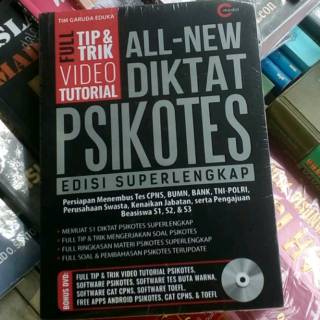 TIM GARUDA EDUKA
FULL
TIP &
TRIK
VIDEO
TUTORIAL
ALL-NEW
DIKTAT
PSIKOTES
EDISI SUPERLENGKAP
Persiapan Menembus Tes CPNS, BUMN, BANK, TNI-POLRI,
Perusahaan Swasta, Kenaikan Jabatan, serta Pengajuan
Beasiswa S1, S2, & S3
- MEMUAT S1 DIKTAT PSIKOTES SUPERLENGKAP
- FULL TIP & TRIK MENGERJAKAN SOAL PSIKOTES
- FULL RINGKASAN MATERI PSIKOTES SUPERLENGKAP
- FULL SOAL & PEMBAHASAN PSIKOTES TERUPDATE
BONUS DVD:
FULL TIP & TRIK VIDEO TUTORIAL PSIKOTES,
SOFTWARE PSIKOTES, SOFTWARE TES BUTA WARNA,
SOFTWARE CAT CPNS, SOFTWARE TOEFL,
FREE APPS ANDROID PSIKOTES, CAT CPNS, & TOEFL